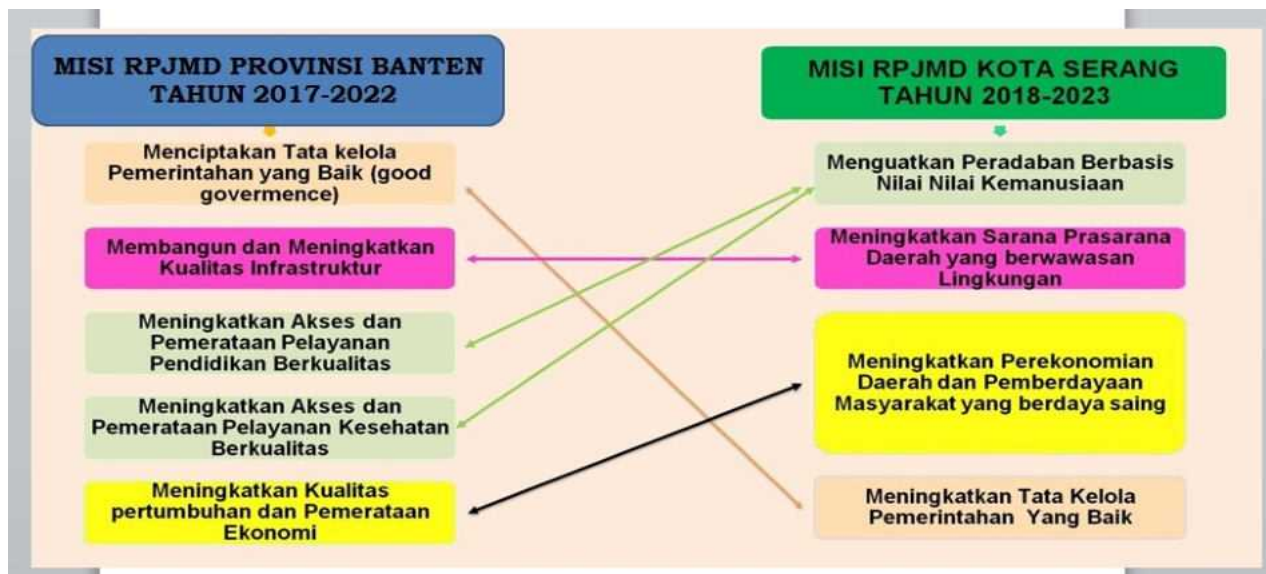 MISI RPJMD PROVINSI BANTEN
TAHUN 2017-2022
Menciptakan Tata kelola
Pemerintahan yang Baik (good
govermence)
Membangun dan Meningkatkan
Kualitas Infrastruktur
Meningkatkan Akses dan
Pemerataan Pelayanan
Pendidikan Berkualitas
Meningkatkan Akses dan
Pemerataan Pelayanan Kesehatan
Berkualitas
Meningkatkan Kualitas
pertumbuhan dan Pemerataan
Ekonomi
MISI RPJMD KOTA SERANG
TAHUN 2018-2023
Menguatkan Peradaban Berbasis
Nilai Nilai Kemanusiaan
Meningkatkan Sarana Prasarana
Daerah yang berwawasan
Lingkungan
Meningkatkan Perekonomian
Daerah dan Pemberdayaan
Masyarakat yang berdaya saing
Meningkatkan Tata Kelola
Pemerintahan Yang Baik